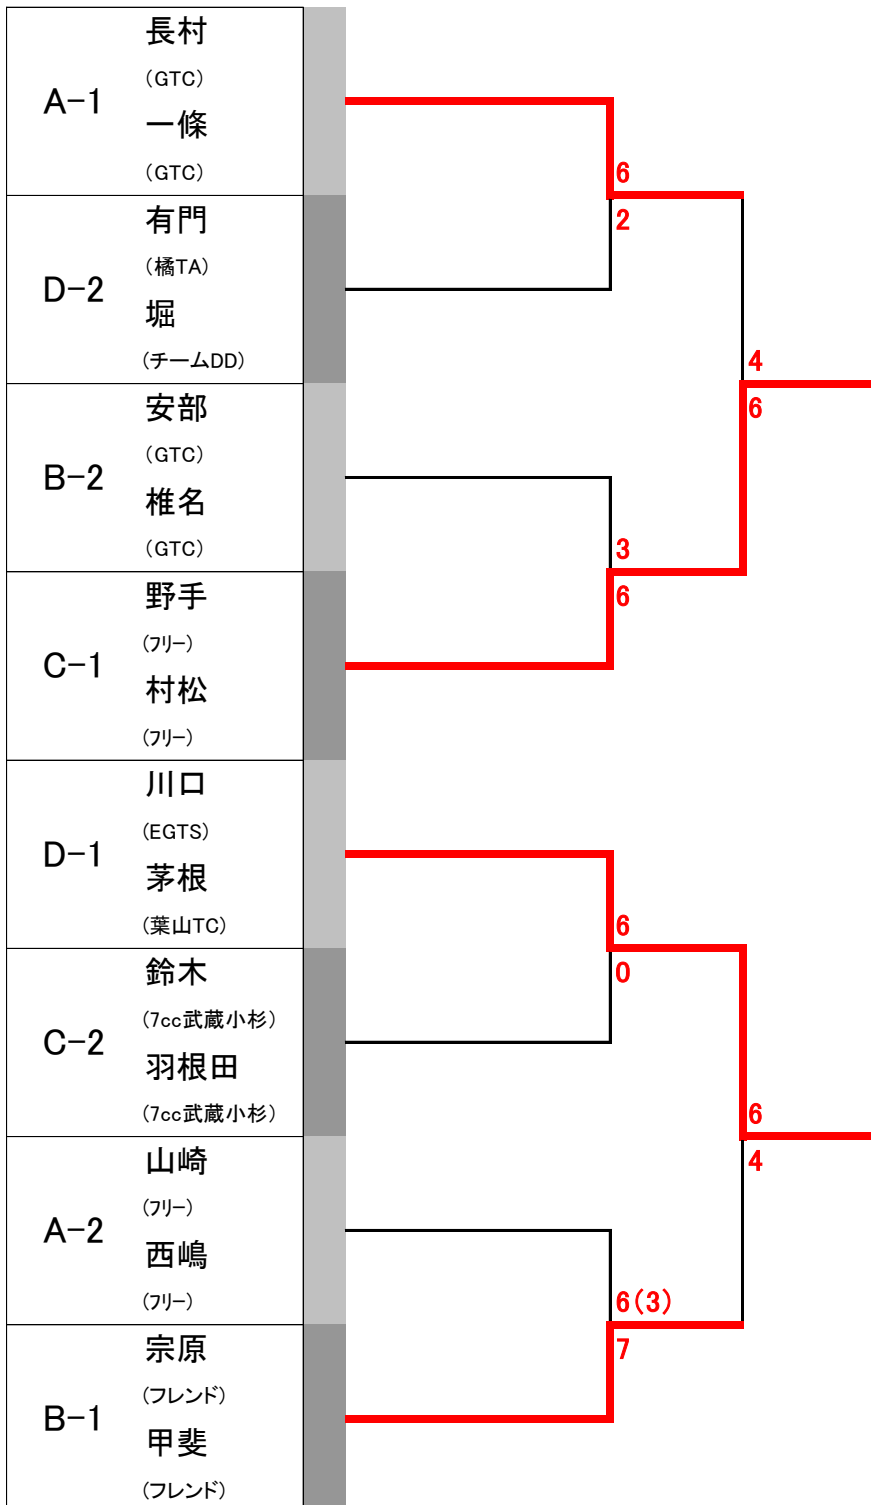 長村
(GTC)
A-1
一條
(GTC)
6
有門
2
(橘TA)
D-2
堀
(チームDD)
4
安部
6
(GTC)
B-2
椎名
(GTC)
3
野手
6
(フリー)
C-1
村松
(フリー)
川口
(EGTS)
D-1
茅根
(葉山TC)
6
鈴木
0
(7cc武蔵小杉)
C-2
羽根田
(7cc武蔵小杉)
6
山崎
4
(フリー)
A-2
西嶋
(フリー)
6(3)
宗原
7
(フレンド)
B-1
甲斐
(フレンド)